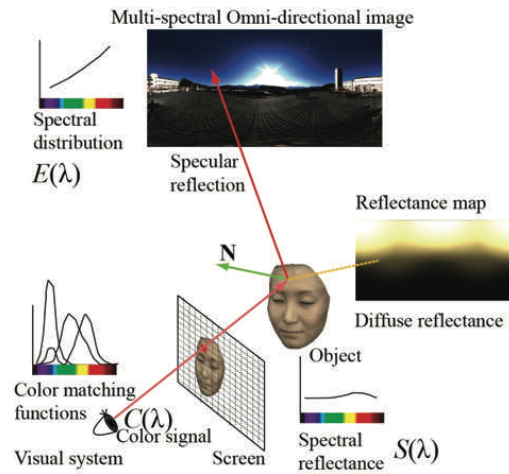 Multi-spectral Omni-directional image
Spectral
distribution
E(λ)
Specular
reflection
Reflectance map
N
Diffuse reflectance
Object
Color matching
functions
C(λ)
Color signal
Visual system
Screen
Spectral
reflectance
S(λ)